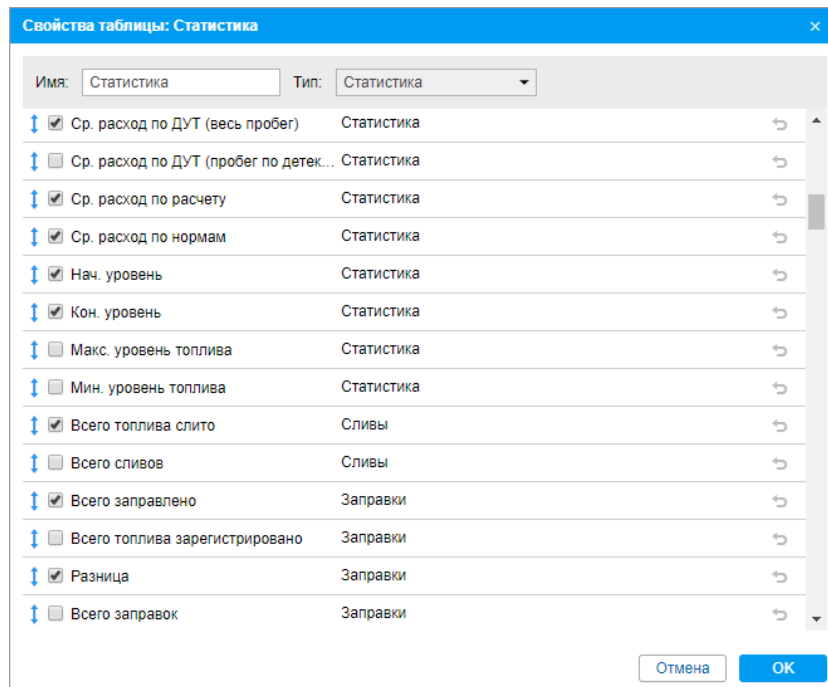 Свойства таблицы: Статистика
Имя: Статистика Тип: Статистика
Ср. расход по ДУТ (весь пробег) Статистика
Ср. расход по ДУТ (пробег по детек... Статистика
Ср. расход по расчету Статистика
Ср. расход по нормам Статистика
Нач. уровень Статистика
Кон. уровень Статистика
Макс. уровень топлива Статистика
Мин. уровень топлива Статистика
Всего топлива слито Сливы
Всего сливов Сливы
Всего заправлено Заправки
Всего топлива зарегистрировано Заправки
Разница Заправки
Всего заправок Заправки
Отмена OK